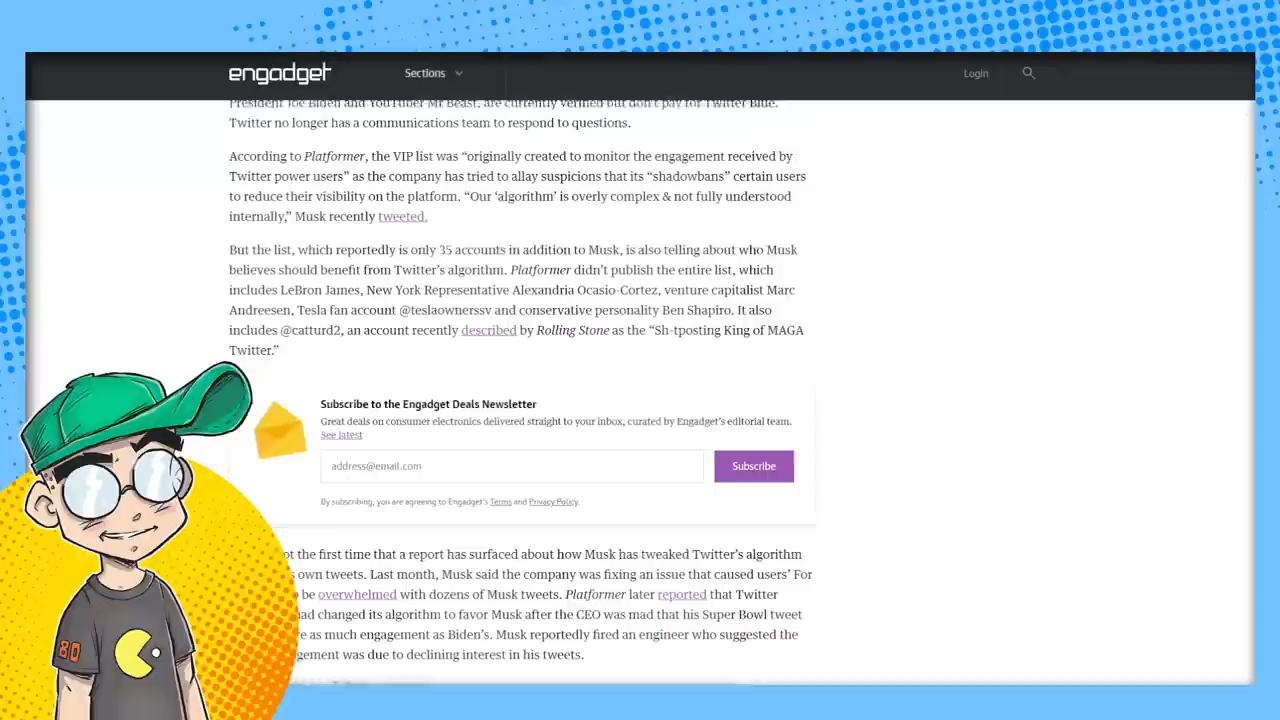 engadget
Sections
Login
President Joe Biden and YouTuber Mr Beast, are currently verified but don't pay for Twitter Blue.
Twitter no longer has a communications team to respond to questions.
According to Platformer, the VIP list was “originally created to monitor the engagement received by
Twitter power users” as the company has tried to allay suspicions that its “shadowbans” certain users
to reduce their visibility on the platform. “Our ‘algorithm’ is overly complex & not fully understood
internally,” Musk recently tweeted.
But the list, which reportedly is only 35 accounts in addition to Musk, is also telling about who Musk
believes should benefit from Twitter’s algorithm. Platformer didn’t publish the entire list, which
includes LeBron James, New York Representative Alexandria Ocasio-Cortez, venture capitalist Marc
Andreesen, Tesla fan account @teslaownerssv and conservative personality Ben Shapiro. It also
includes @catturd2, an account recently described by Rolling Stone as the “Sh-tposting King of MAGA
Twitter.”
Subscribe to the Engadget Deals Newsletter
Great deals on consumer electronics delivered straight to your inbox, curated by Engadget’s editorial team.
See latest
address@email.com
Subscribe
By subscribing, you are agreeing to Engadget's Terms and Privacy Policy.
the first time that a report has surfaced about how Musk has tweaked Twitter’s algorithm
own tweets. Last month, Musk said the company was fixing an issue that caused users’ For
be overwhelmed with dozens of Musk tweets. Platformer later reported that Twitter
had changed its algorithm to favor Musk after the CEO was mad that his Super Bowl tweet
as much engagement as Biden’s. Musk reportedly fired an engineer who suggested the
was due to declining interest in his tweets.
80